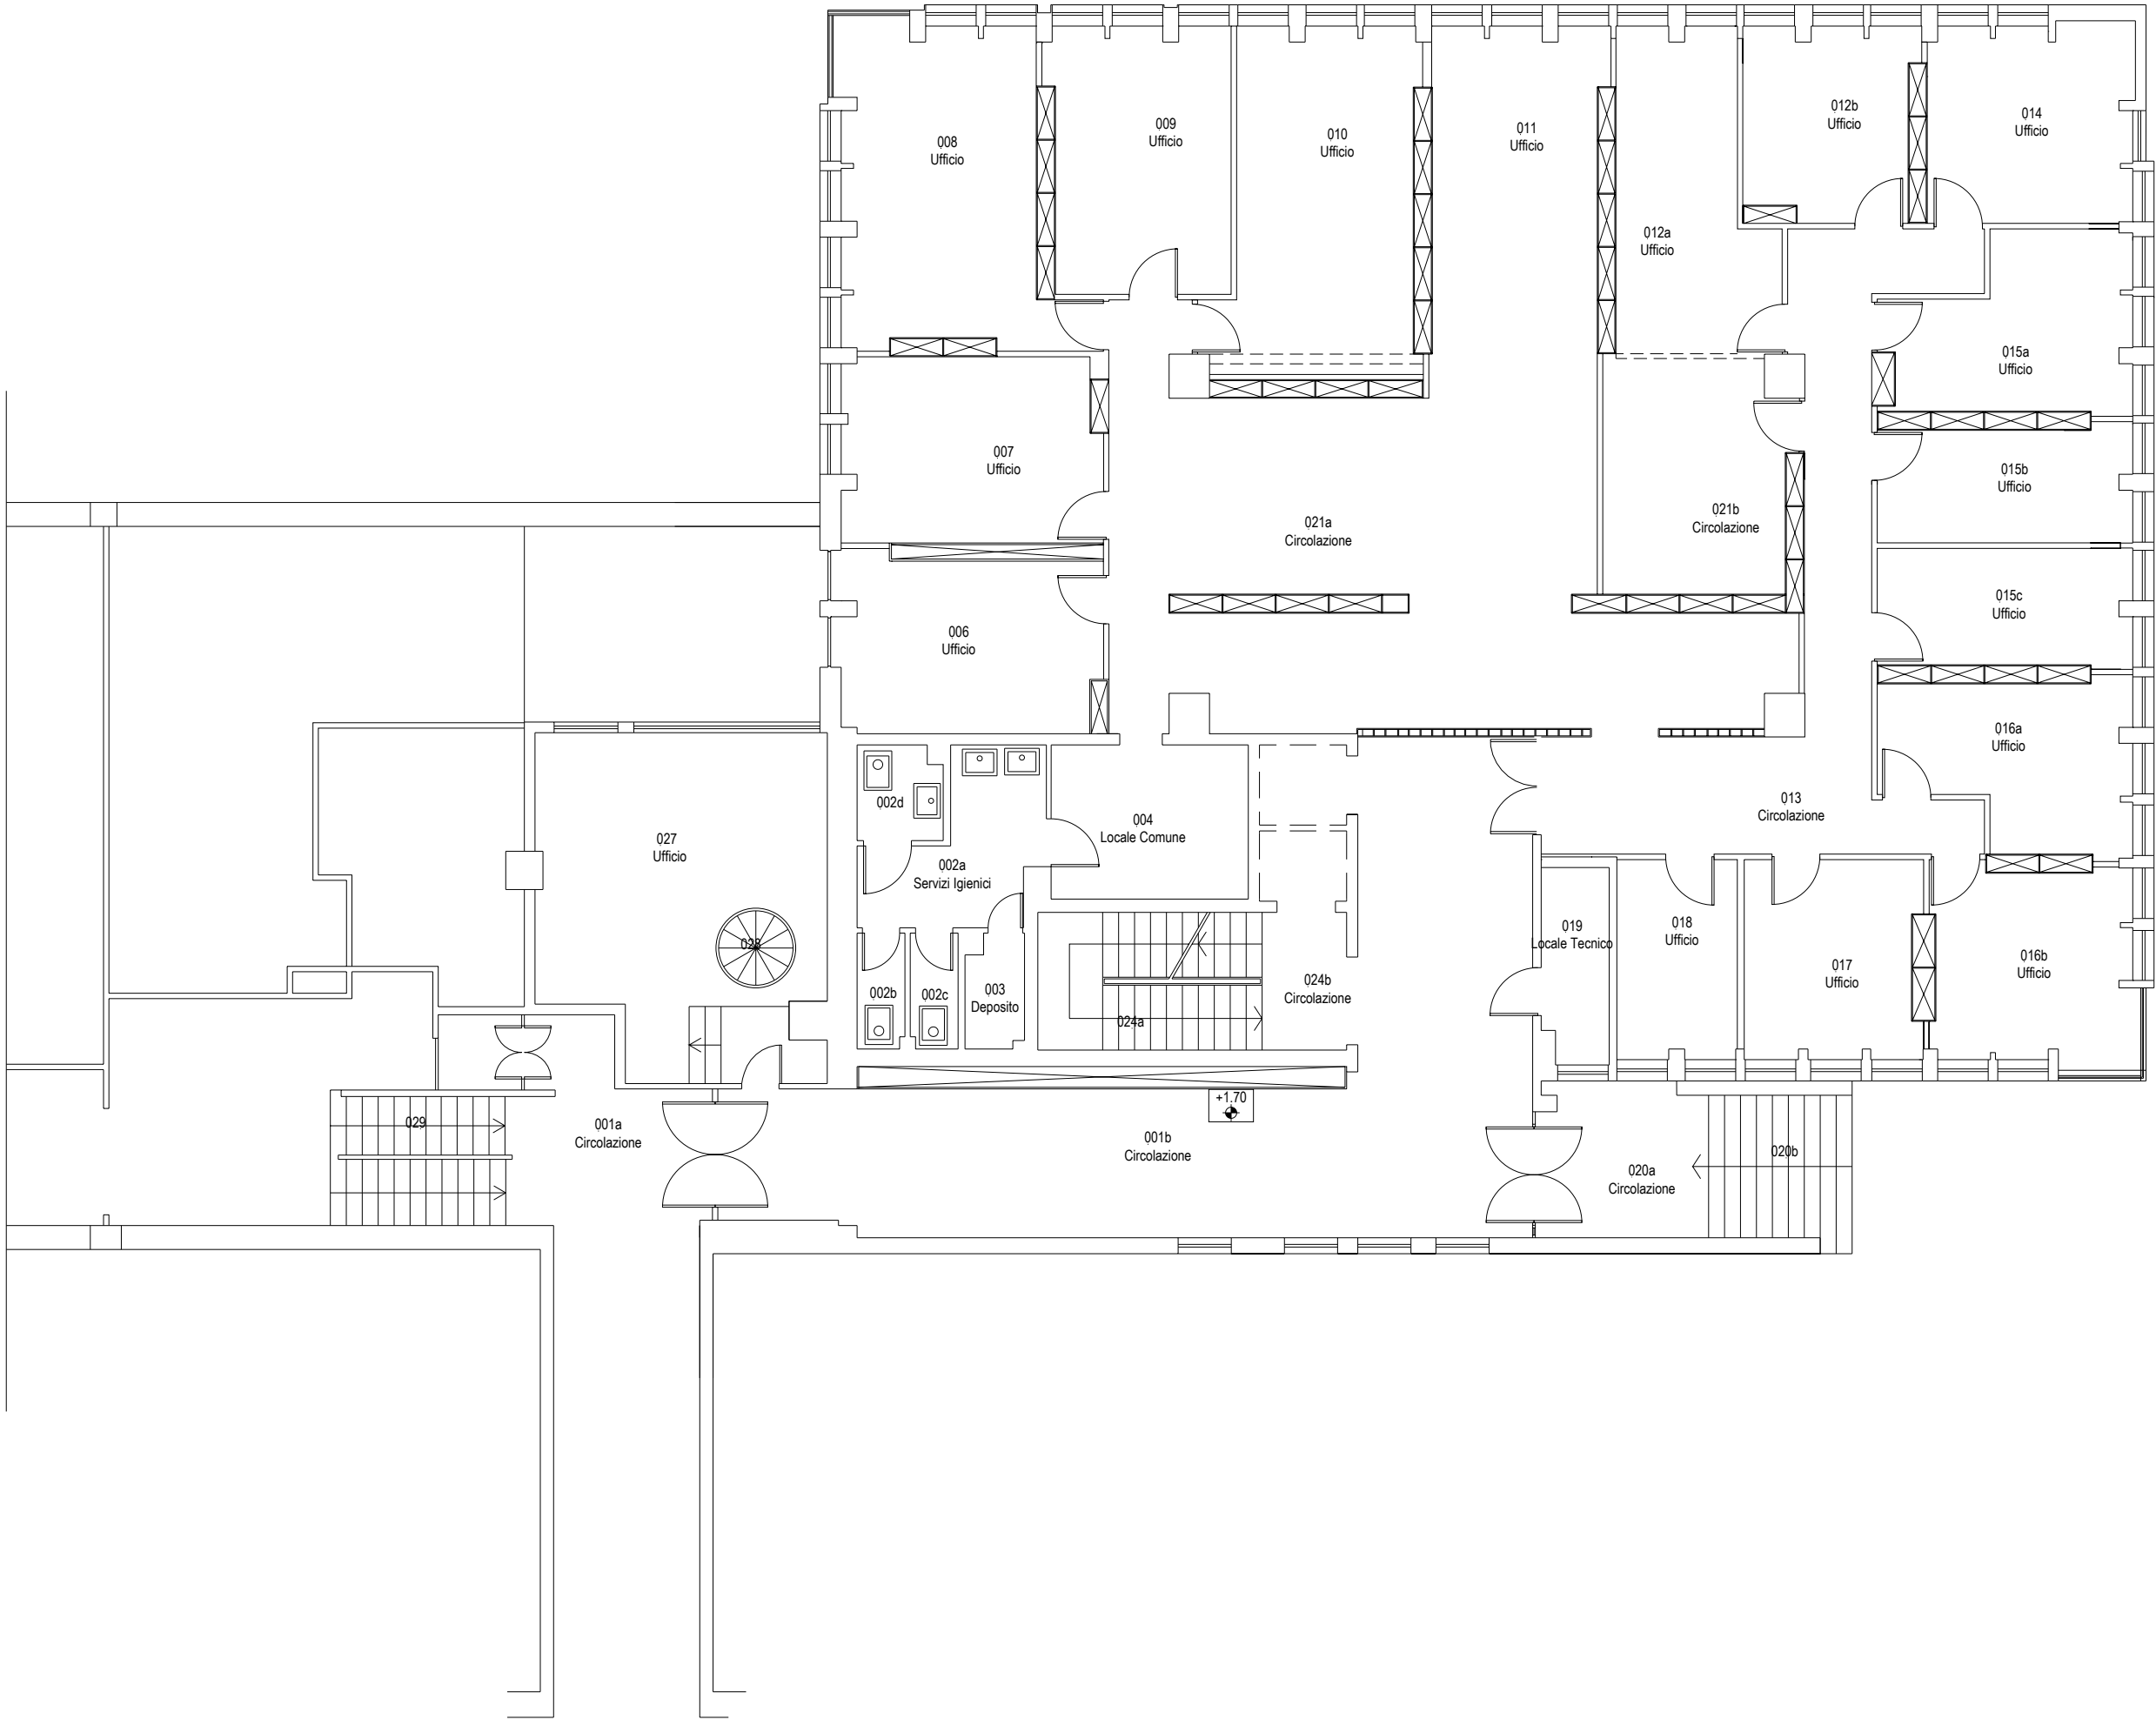 008
Ufficio
009
Ufficio
010
Ufficio
011
Ufficio
012a
Ufficio
012b
Ufficio
014
Ufficio
015a
Ufficio
007
Ufficio
021a
Circolazione
021b
Circolazione
015b
Ufficio
015c
Ufficio
006
Ufficio
016a
Ufficio
013
Circolazione
027
Ufficio
002d
004
Locale Comune
002a
Servizi Igienici
028
002b
002c
003
Deposito
024a
024b
Circolazione
019
Locale Tecnico
018
Ufficio
017
Ufficio
016b
Ufficio
029
001a
Circolazione
+1.70
001b
Circolazione
020a
Circolazione
020b